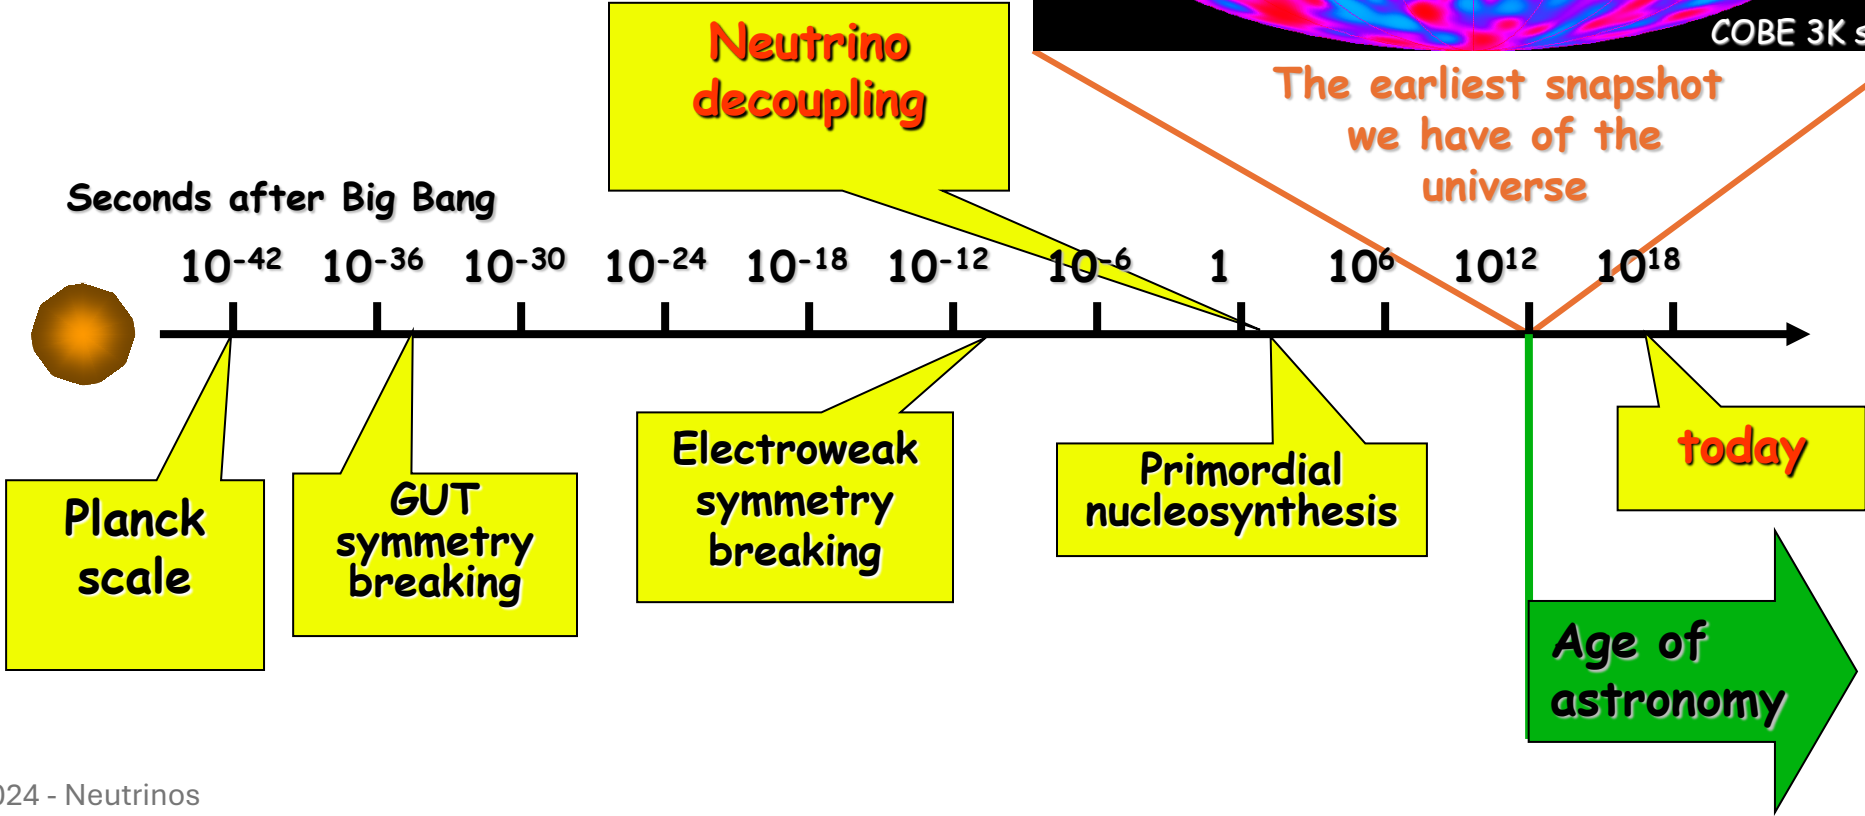 Neutrino
decoupling
COBE 3K
The earliest snapshot
we have of the
universe
Seconds after Big Bang
10⁻⁴² 10⁻³⁶ 10⁻³⁰ 10⁻²⁴ 10⁻¹⁸ 10⁻¹² 10⁻⁶ 1 10⁶ 10¹² 10¹⁸
Planck
scale
GUT
symmetry
breaking
Electroweak
symmetry
breaking
Primordial
nucleosynthesis
today
Age of
astronomy
024 - Neutrinos